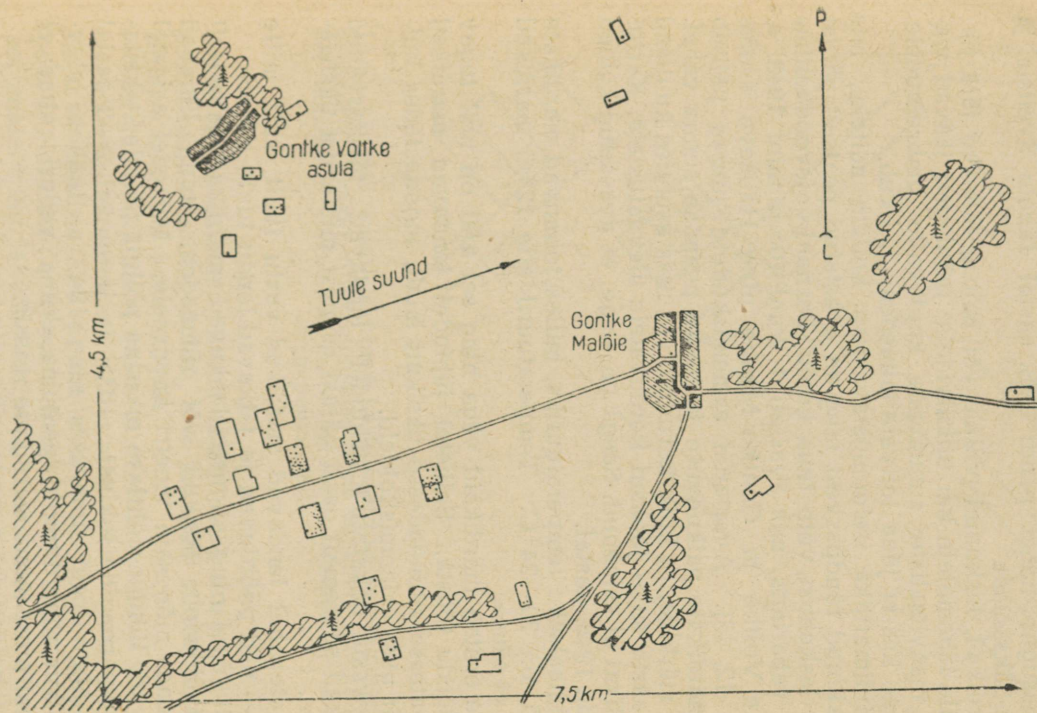 P
Gontke Voltke
asula
L
Tuule suund
Gontke
Malõie
4,5 km
7,5 km